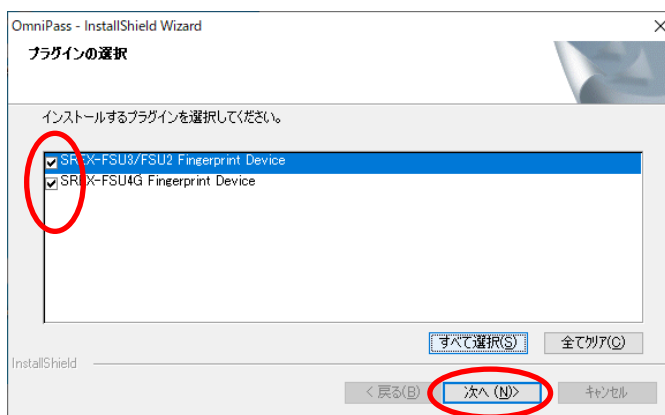 OmniPass - InstallShield Wizard
プラグインの選択
インストールするプラグインを選択してください。
SREX-FSU3/FSU2 Fingerprint Device
SREX-FSU4G Fingerprint Device
すべて選択(S) 全てクリア(C)
InstallShield
< 戻る(B) 次へ (N)> キャンセル